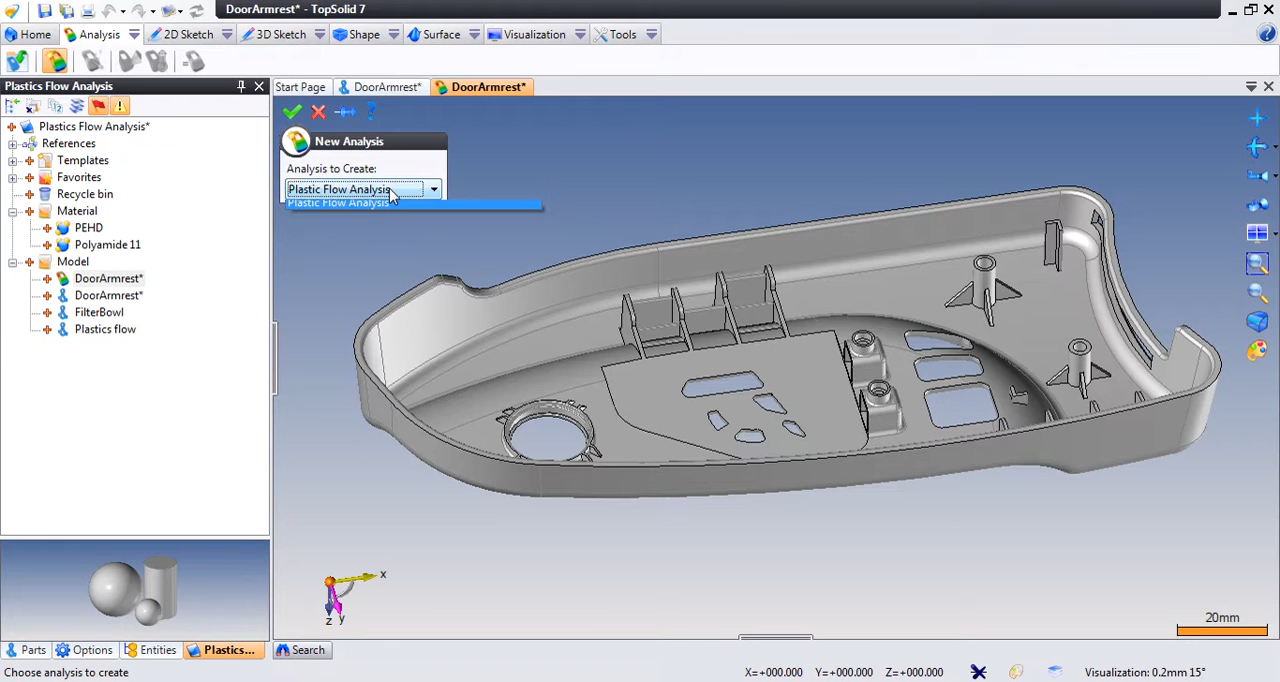 DoorArmrest* - TopSolid 7
Home
Analysis
2D Sketch
3D Sketch
Shape
Surface
Visualization
Tools
Plastics Flow Analysis
Start Page
DoorArmrest*
DoorArmrest*
Plastics Flow Analysis*
References
Templates
Favorites
Recycle bin
Material
PEHD
Polyamide 11
Model
DoorArmrest*
DoorArmrest*
FilterBowl
Plastics flow
New Analysis
Analysis to Create:
Plastic Flow Analysis
Plastic Flow Analysis
x
z
y
20mm
Parts
Options
Entities
Plastics...
Search
Choose analysis to create
X=+000.000
Y=+000.000
Z=+000.000
Visualization: 0.2mm 15°